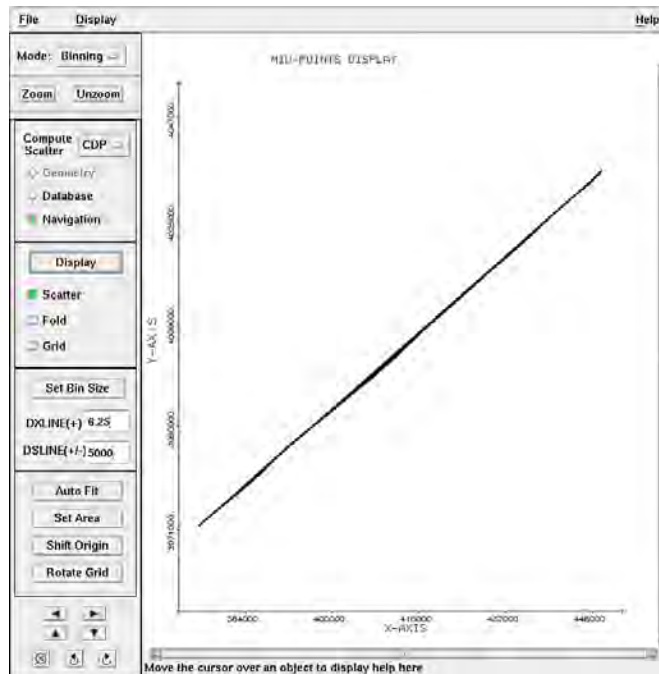 File Display Help
Mode: Binning
Zoom Unzoom
Compute Scatter CDP
Geometry
Database
Navigation
Display
Scatter
Fold
Grid
Set Bin Size
DXLINE(+) 6.25
DSLINE(+/-) 5000
Auto Fit
Set Area
Shift Origin
Rotate Grid
MID-POINTS DISPLAY
Y-AXIS
384000 400000
X-AXIS
Move the cursor over an object to display help here